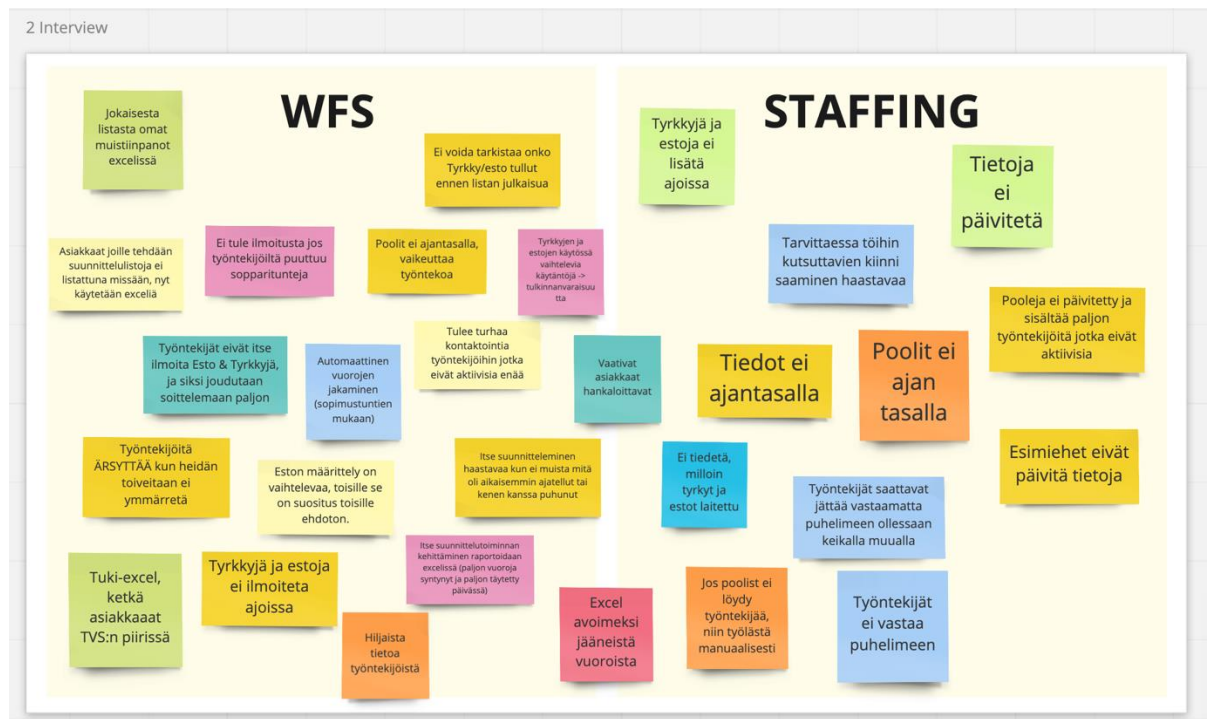 2 Interview
WFS
Jokaisesta
listasta omat
muistiinpanot
excelissä
Ei voida tarkistaa onko
Tyrkky/esto tullut
ennen listan julkaisua
Asiakkaat joille tehdään
suunnittelulistoja ei
listattuna missään, nyt
käytetään exceliä
Ei tule ilmoitusta jos
työntekijöiltä puuttuu
sopparitunteja
Poolit ei ajantasalla,
vaikeuttaa
työntekoa
Tyrkkyjen ja
estojen käytössä
vaihtelevia
käytäntöjä ->
tulkinnanvaraisuu
tta
Työntekijät eivät itse
ilmoita Esto & Tyrkkyjä,
ja siksi joudutaan
soittelemaan paljon
Automaattinen
vuorojen
jakaminen
(sopimustuntien
mukaan)
Tulee turhaa
kontaktointia
työntekijöihin jotka
eivät aktiivisia enää
Vaativat
asiakkaat
hankaloittavat
Työntekijöitä
ÄRSYTTÄÄ kun heidän
toiveitaan ei
ymmärretä
Eston määrittely on
vaihtelevaa, toisille se
on suositus toisille
ehdoton.
Itse suunnitteleminen
haastavaa kun ei muista mitä
oli aikaisemmin ajatellut tai
kenen kanssa puhunut
Tuki-excel,
ketkä
asiakkaaat
TVS:n piirissä
Tyrkkyjä ja estoja
ei ilmoiteta
ajoissa
Itse suunnittelutoiminnan
kehittäminen raportoidaan
excelissä (paljon vuoroja
syntynyt ja paljon täytetty
päivässä)
Hiljaista
tietoa
työntekijöistä
Excel
avoimeksi
jääneistä
vuoroista
STAFFING
Tyrkkyjä ja
estoja ei
lisätä
ajoissa
Tietoja
ei
päivitetä
Tarvittaessa töihin
kutsuttavien kiinni
saaminen haastavaa
Pooleja ei päivitetty ja
sisältää paljon
työntekijöitä jotka eivät
aktiivisia
Tiedot ei
ajantasalla
Poolit ei
ajan
tasalla
Esimiehet eivät
päivitä tietoja
Ei tiedetä,
milloin
tyrkyt ja
estot laitettu
Työntekijät saattavat
jättää vastaamatta
puhelimeen ollessaan
keikalla muualla
Jos poolist ei
löydy
työntekijää,
niin työlästä
manuaalisesti
Työntekijät
ei vastaa
puhelimeen